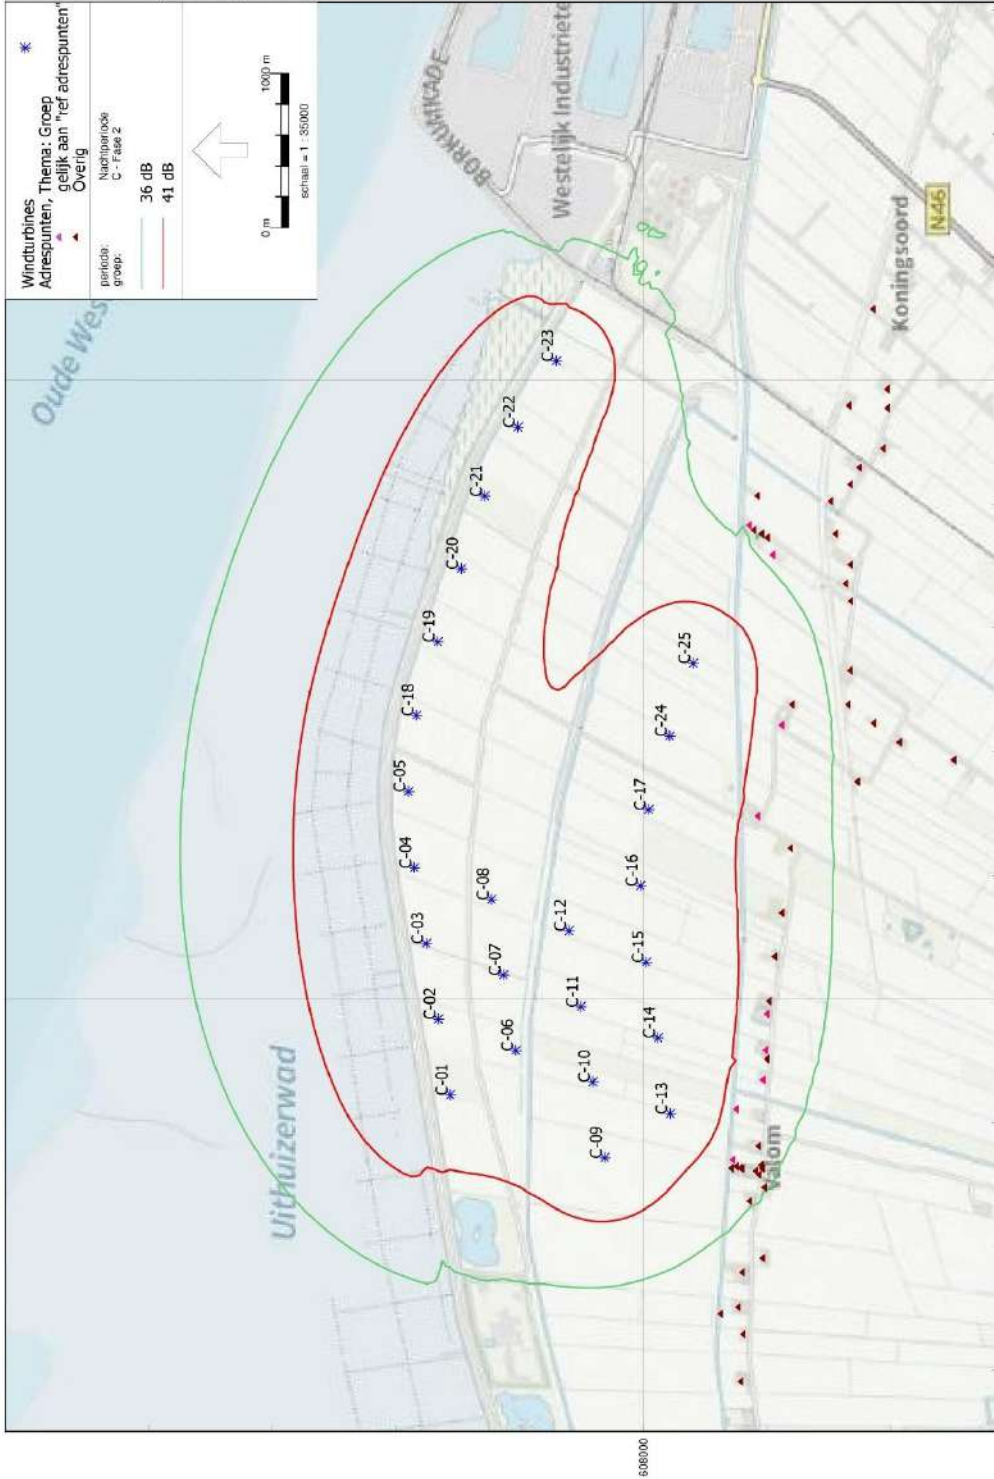 Windturbines
Adrespunten, Thema: Groep
gelijk aan "ref adrespunten"
Overig
periode: Nachtperiode
groep: C - Fase 2
36 dB
41 dB
0 m 1000 m
schaal = 1 : 35000
Oude Wes
BORKUMKADE
Westelijk Industriete
Uithuizerwad
C-01
C-02
C-03
C-04
C-05
C-18
C-19
C-20
C-21
C-22
C-23
C-06
C-07
C-08
C-09
C-10
C-11
C-12
C-13
C-14
C-15
C-16
C-17
C-24
C-25
Valom
Koningsoord
N46
608000